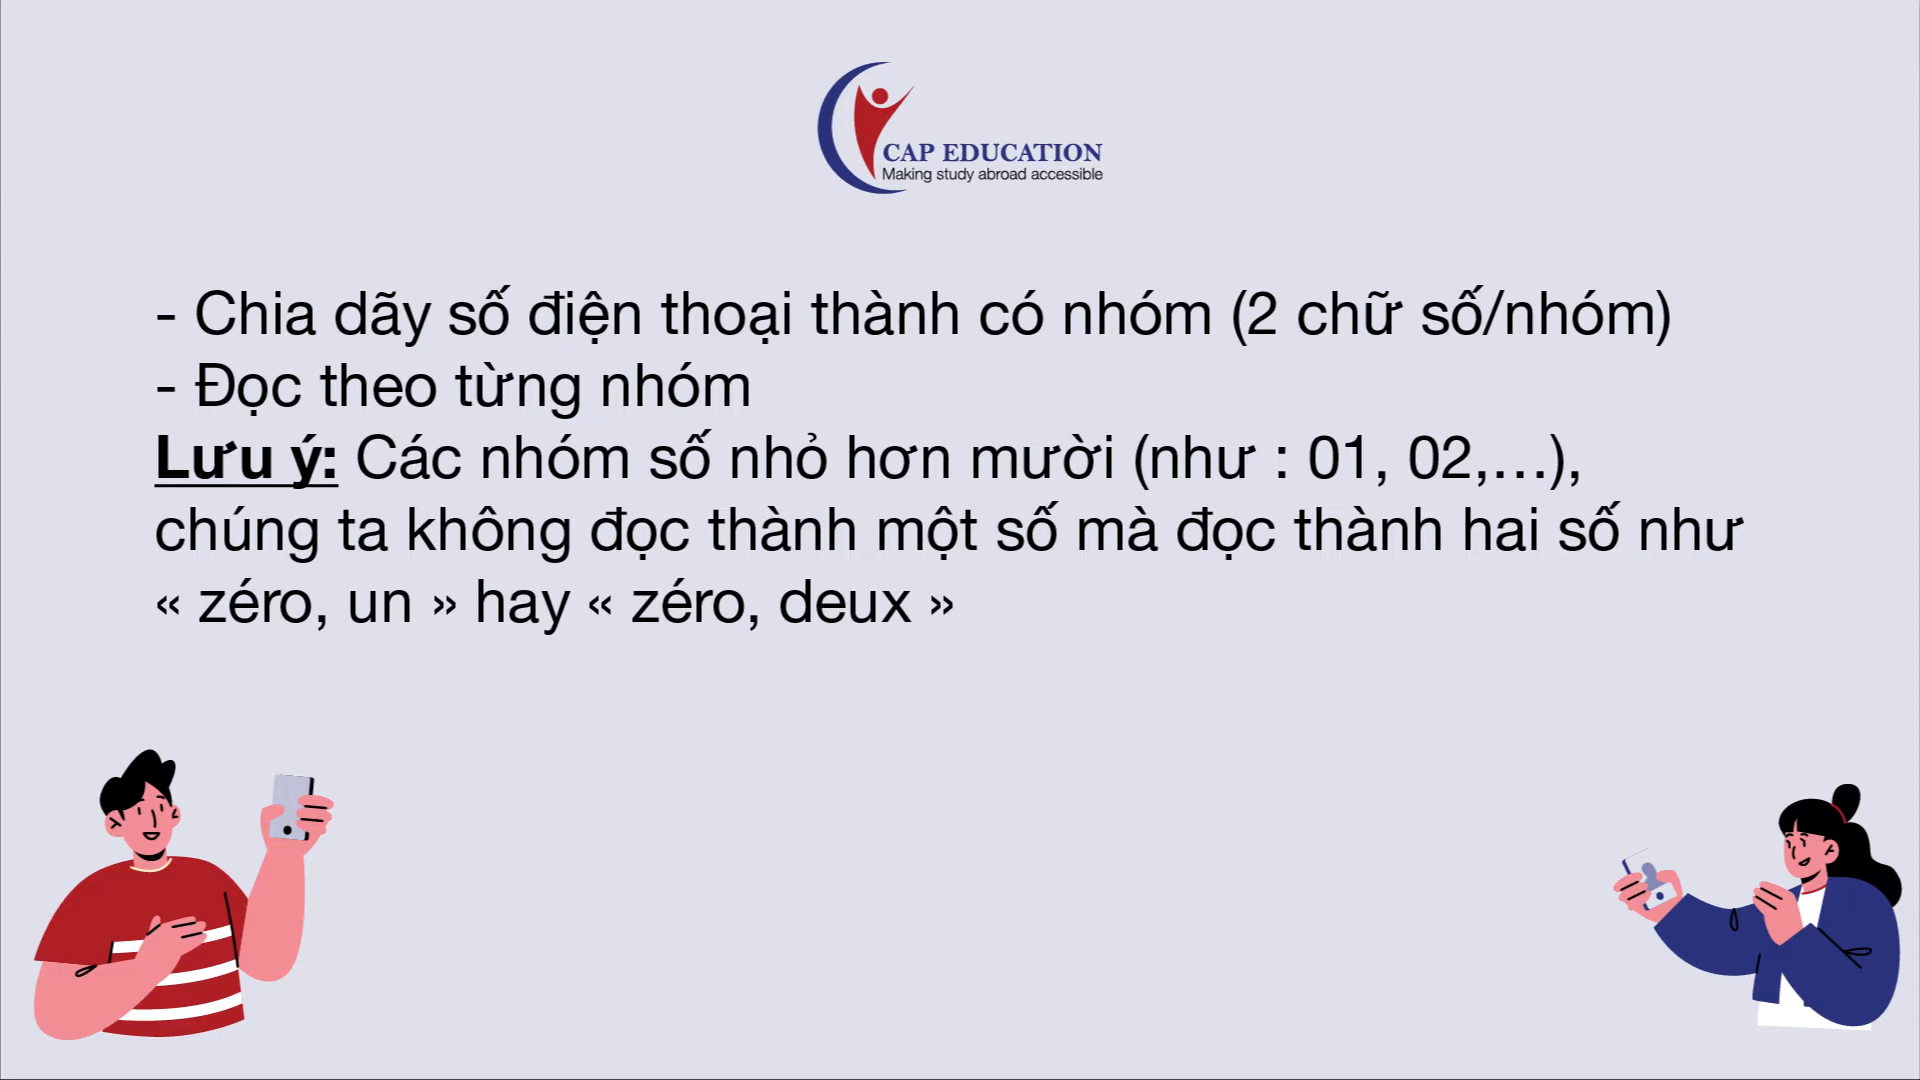 CAP EDUCATION
Making study abroad accessible
- Chia dãy số điện thoại thành có nhóm (2 chữ số/nhóm)
- Đọc theo từng nhóm
Lưu ý: Các nhóm số nhỏ hơn mười (như : 01, 02,…),
chúng ta không đọc thành một số mà đọc thành hai số như
« zéro, un » hay « zéro, deux »